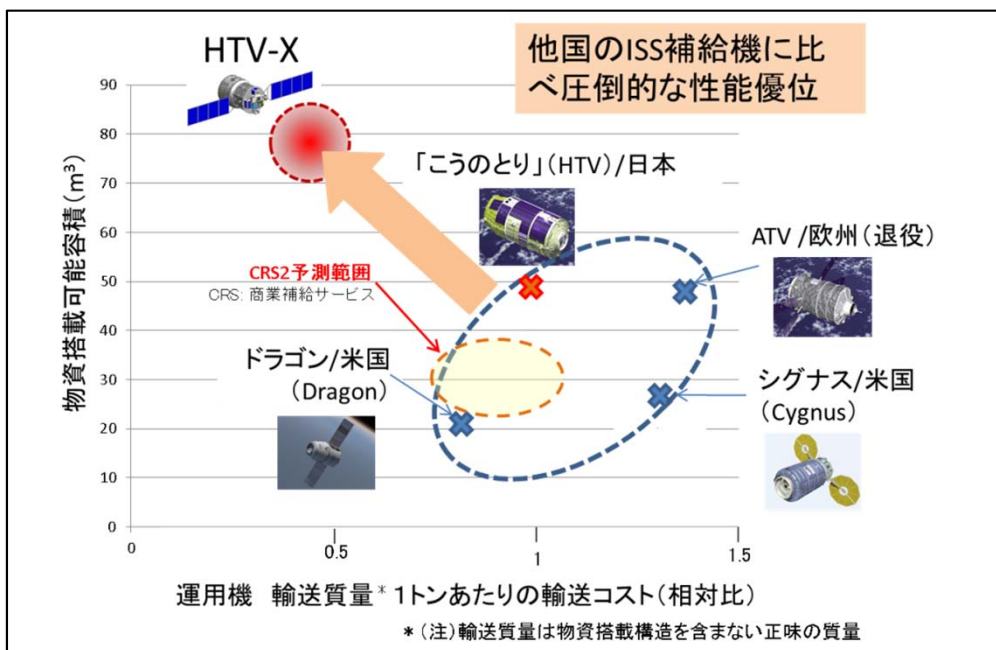 HTV-X
他国のISS補給機に比
べ圧倒的な性能優位
「こうのとり」(HTV)/日本
ATV /欧州(退役)
CRS2予測範囲
CRS: 商業補給サービス
ドラゴン/米国
(Dragon)
シグナス/米国
(Cygnus)
物資搭載可能容積(m³)
90
80
70
60
50
40
30
20
10
0
0
0.5
1
1.5
運用機 輸送質量* 1トンあたりの輸送コスト(相対比)
* (注)輸送質量は物資搭載構造を含まない正味の質量